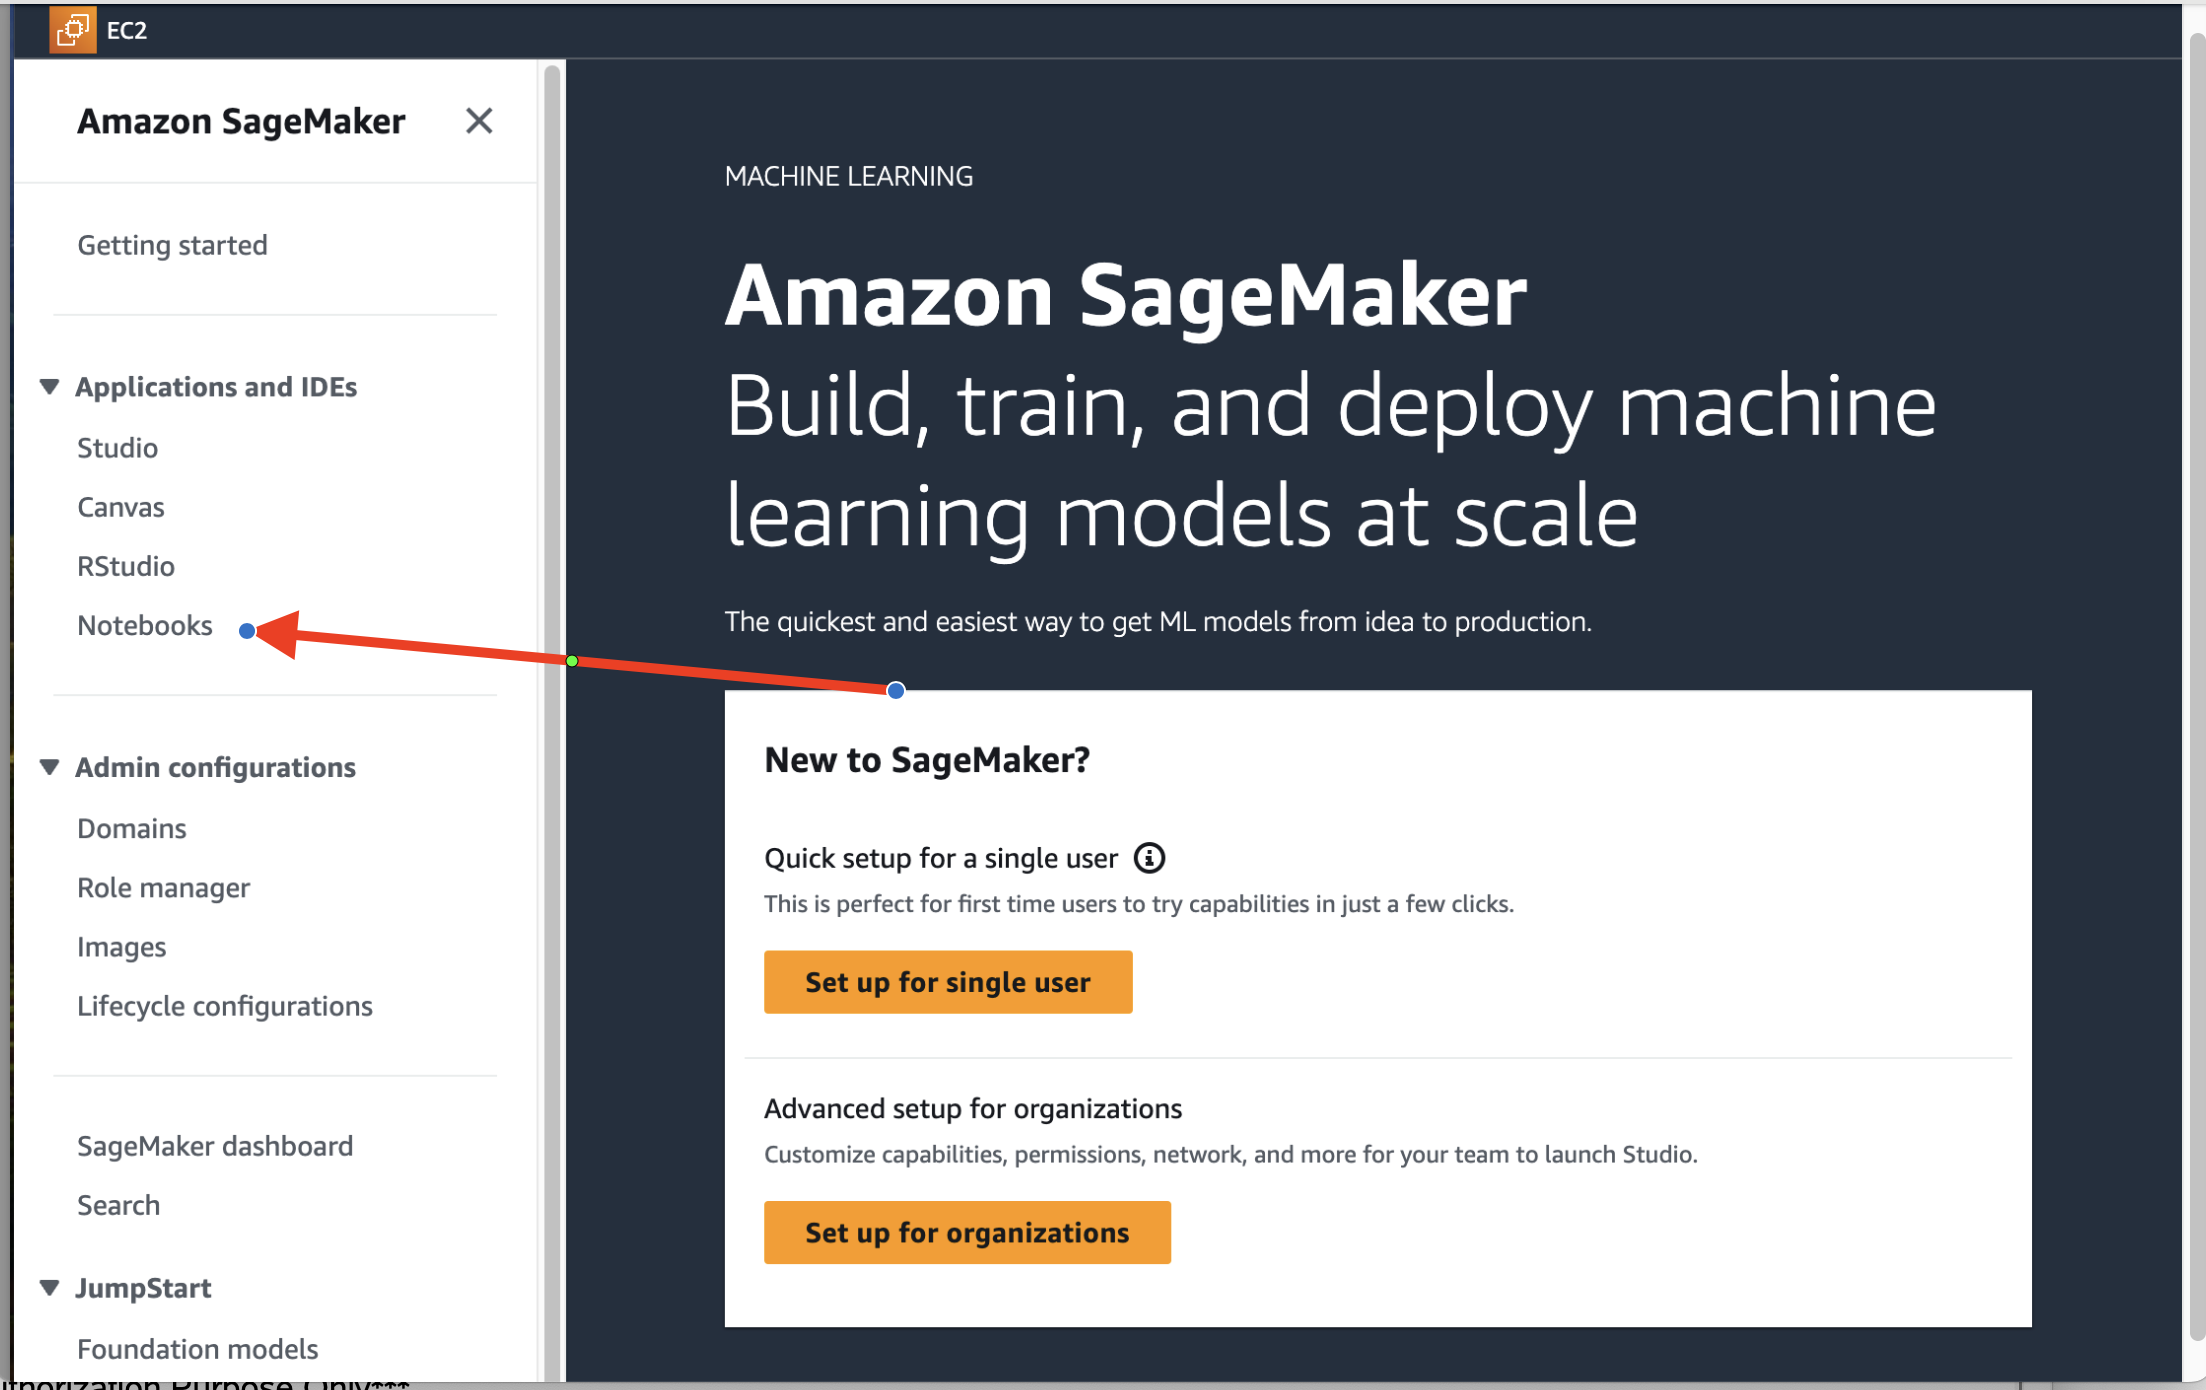 EC2
Amazon SageMaker
Getting started
Applications and IDEs
Studio
Canvas
RStudio
Notebooks
Admin configurations
Domains
Role manager
Images
Lifecycle configurations
SageMaker dashboard
Search
JumpStart
Foundation models
MACHINE LEARNING
Amazon SageMaker
Build, train, and deploy machine
learning models at scale
The quickest and easiest way to get ML models from idea to production.
New to SageMaker?
Quick setup for a single user
This is perfect for first time users to try capabilities in just a few clicks.
Set up for single user
Advanced setup for organizations
Customize capabilities, permissions, network, and more for your team to launch Studio.
Set up for organizations
Purpose Only***